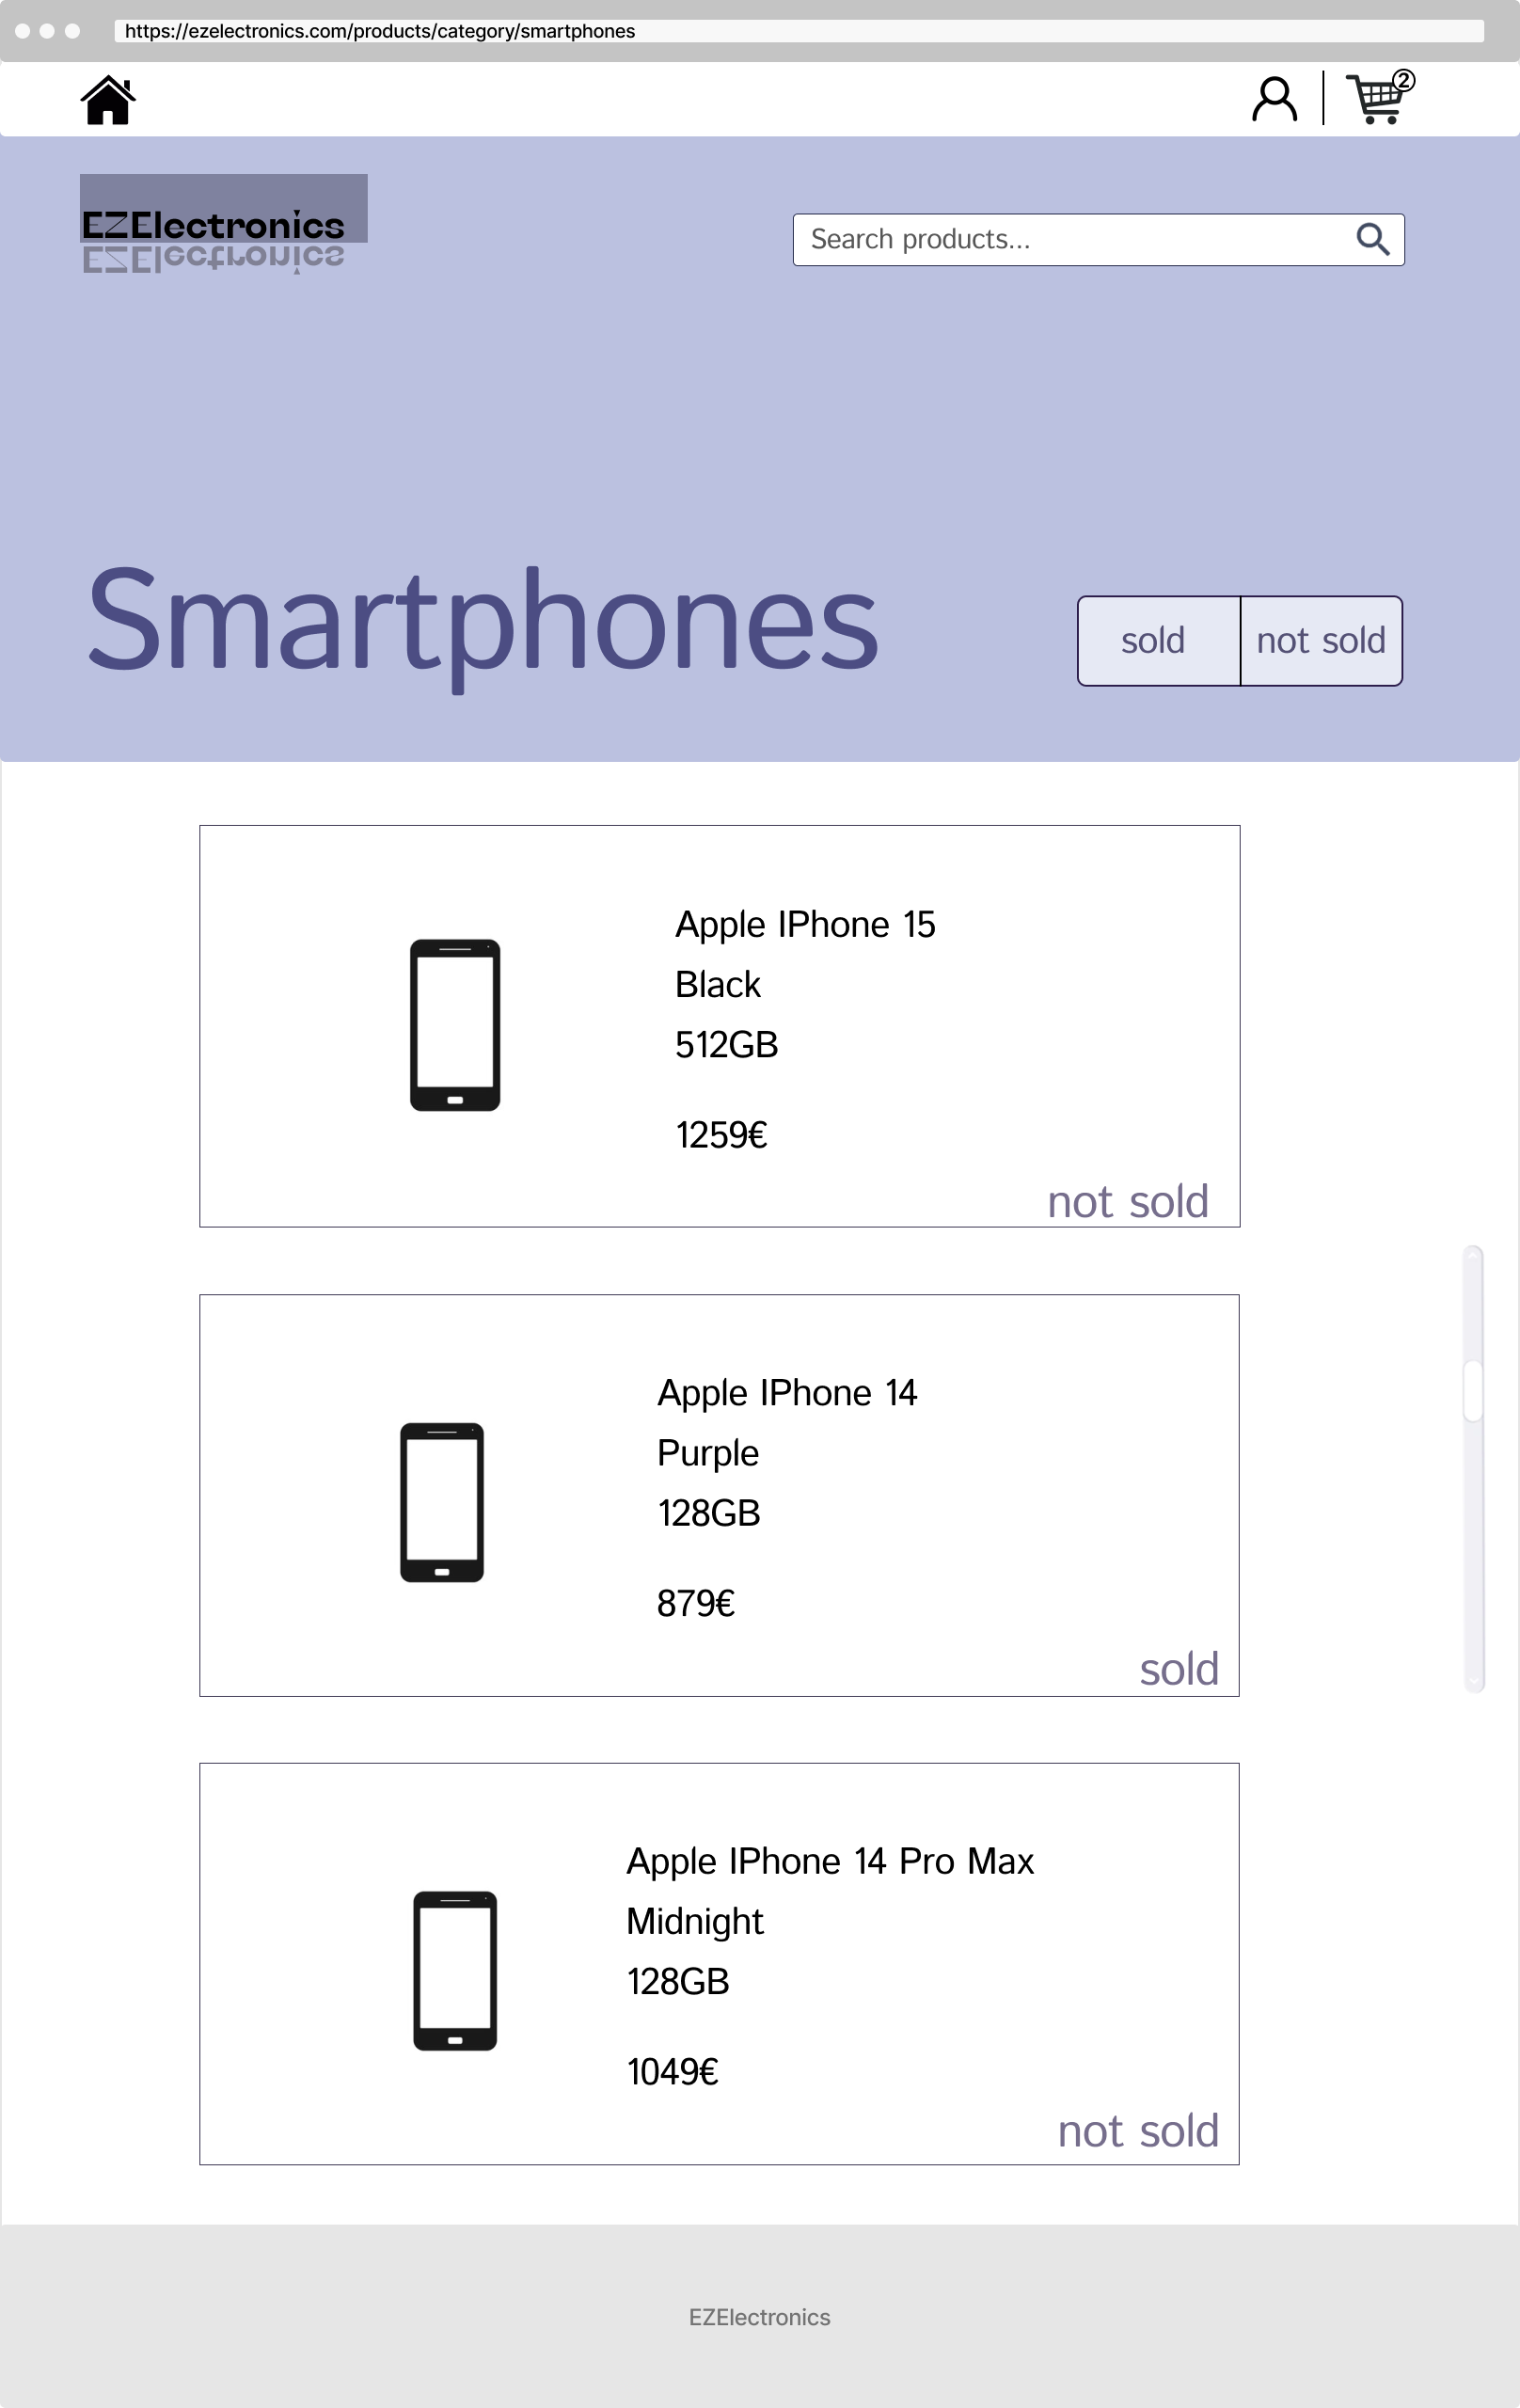 https://ezelectronics.com/products/category/smartphones
2
EZElectronics
EZElectronics
Search products...
Smartphones
sold
not sold
Apple IPhone 15
Black
512GB
1259€
not sold
Apple IPhone 14
Purple
128GB
879€
sold
Apple IPhone 14 Pro Max
Midnight
128GB
1049€
not sold
EZElectronics